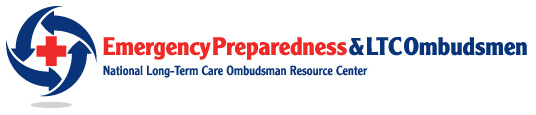 EmergencyPreparedness&LTCOmbudsmen
National Long-Term Care Ombudsman Resource Center